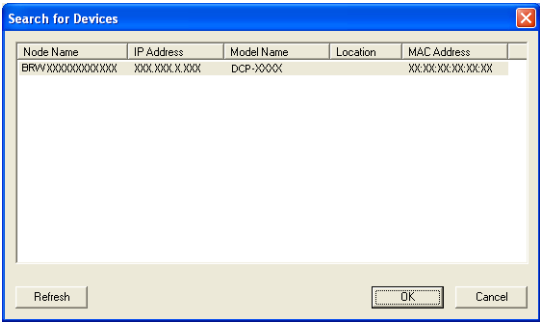 Search for Devices
Node Name IP Address Model Name Location MAC Address
BRWXXXXXXXXXXXX XXX.XXX.X.XXX DCP-XXXX XX:XX:XX:XX:XX:XX
Refresh OK Cancel